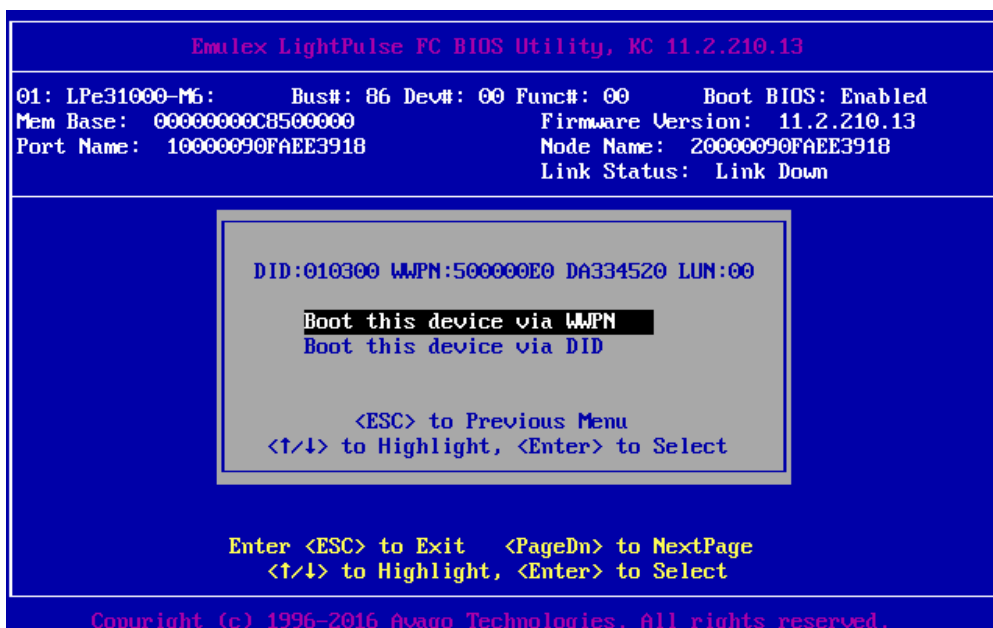 Emulex LightPulse FC BIOS Utility, KC 11.2.210.13
01: LPe31000-M6: Bus#: 86 Dev#: 00 Func#: 00 Boot BIOS: Enabled
Mem Base: 00000000C8500000 Firmware Version: 11.2.210.13
Port Name: 10000090FAEE3918 Node Name: 20000090FAEE3918
Link Status: Link Down
DID:010300 WWPN:500000E0 DA334520 LUN:00
Boot this device via WWPN
Boot this device via DID
<ESC> to Previous Menu
<↑/↓> to Highlight, <Enter> to Select
Enter <ESC> to Exit <PageDn> to NextPage
<↑/↓> to Highlight, <Enter> to Select
Copyright (c) 1996-2016 Avago Technologies. All rights reserved.